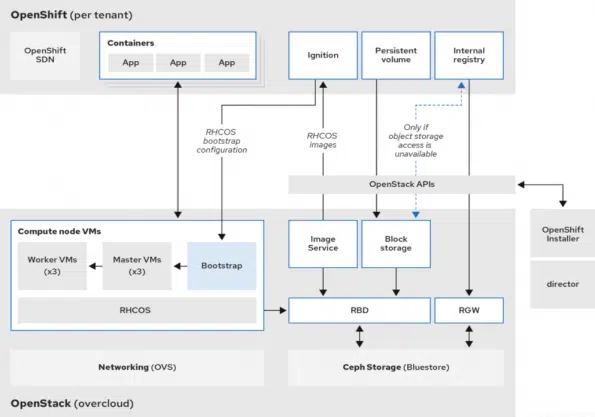 OpenShift (per tenant)
OpenShift
SDN
Containers
App
App
App
Ignition
Persistent
volume
Internal
registry
RHCOS
bootstrap
configuration
RHCOS
images
Only if
object storage
access is
unavailable
OpenStack APIs
Compute node VMs
Worker VMs
(x3)
Master VMs
(x3)
Bootstrap
RHCOS
Image
Service
Block
storage
OpenShift
Installer
director
RBD
RGW
Networking (OVS)
Ceph Storage (Bluestore)
OpenStack (overcloud)